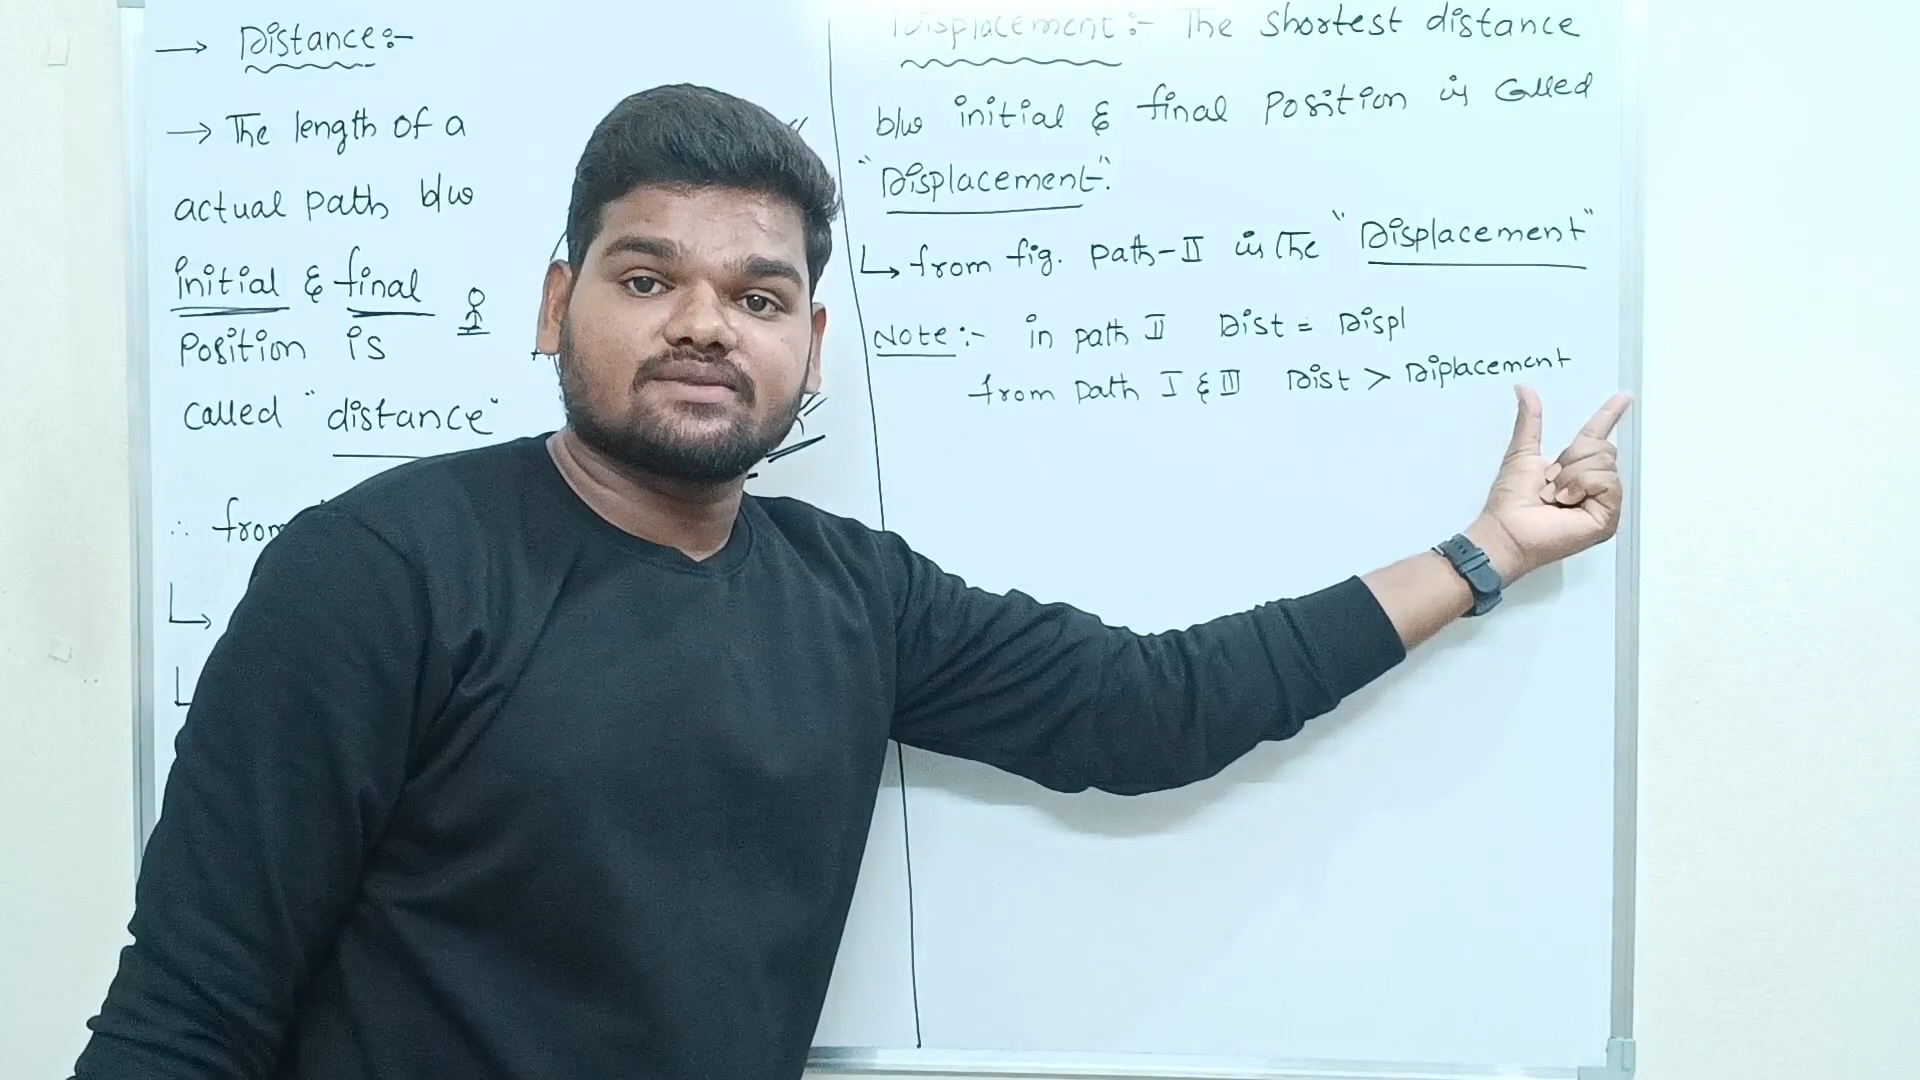 → Distance:-
→ The length of a
actual path b/w
initial & final
position is
called "distance"
∴ from
Displacement:- The shortest distance
b/w initial & final position is called
"Displacement".
↳ from fig. path-II is the "Displacement"
Note:- in path II Dist = Displ
from path I & III Dist > Diplacement